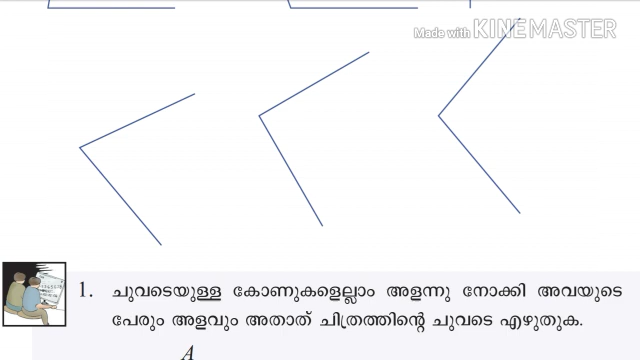 Made with KINEMASTER
1. ചുവടെയുള്ള കോണുകളെല്ലാം അളന്നു നോക്കി അവയുടെ
പേരും അളവും അതാത് ചിത്രത്തിന്റെ ചുവടെ എഴുതുക.
A